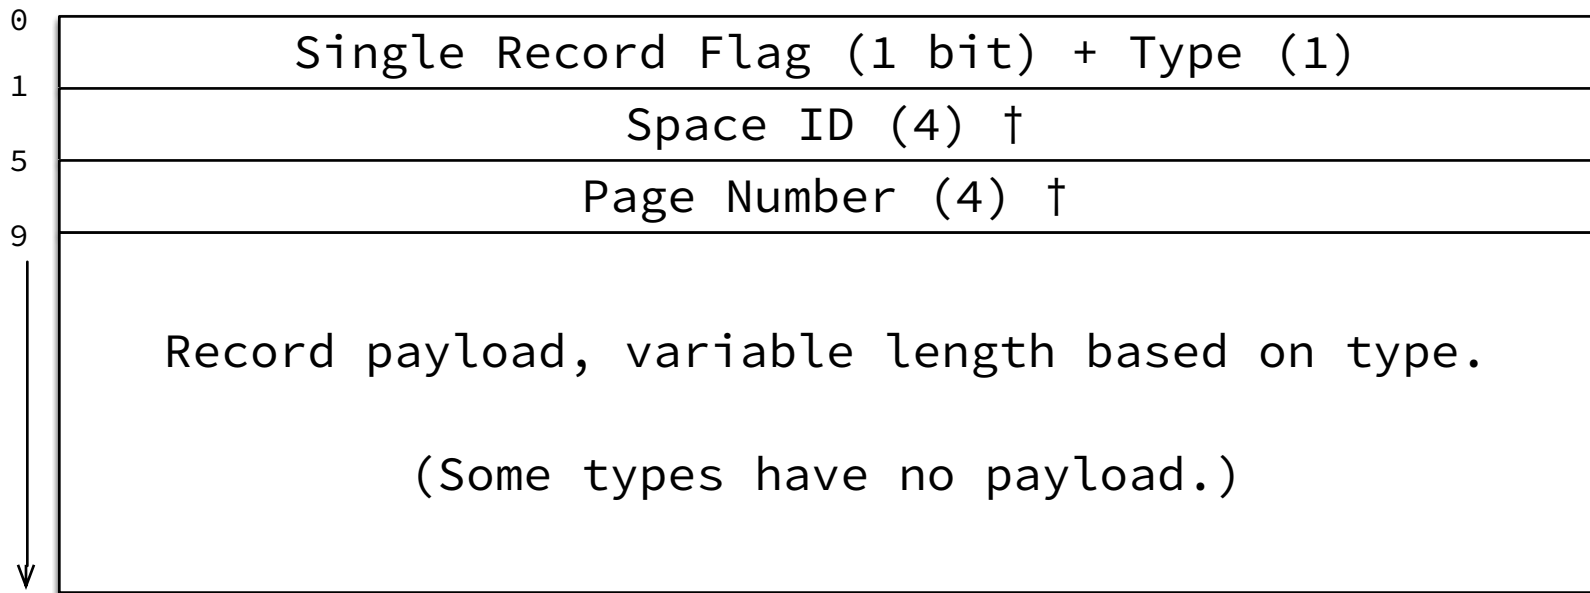 0
Single Record Flag (1 bit) + Type (1)
1
Space ID (4) †
5
Page Number (4) †
9
Record payload, variable length based on type.
(Some types have no payload.)